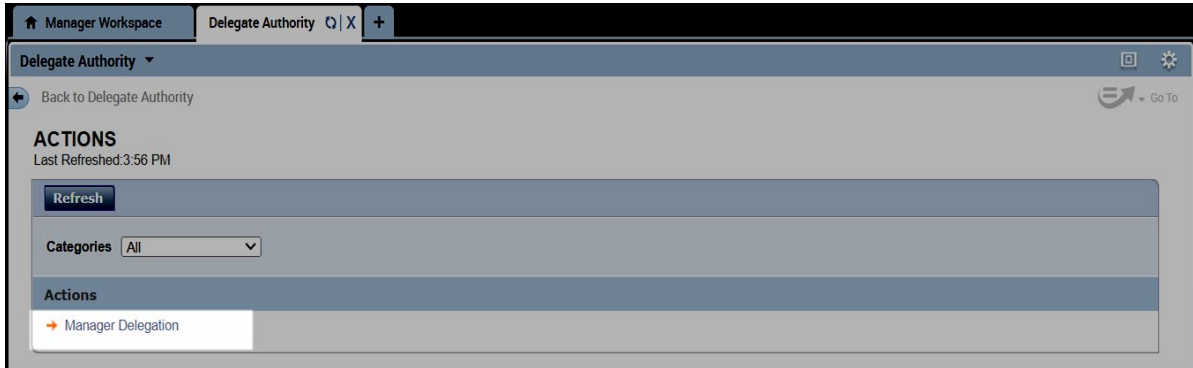 Manager Workspace
Delegate Authority X +
Delegate Authority
Back to Delegate Authority
Go To
ACTIONS
Last Refreshed:3:56 PM
Refresh
Categories All
Actions
Manager Delegation